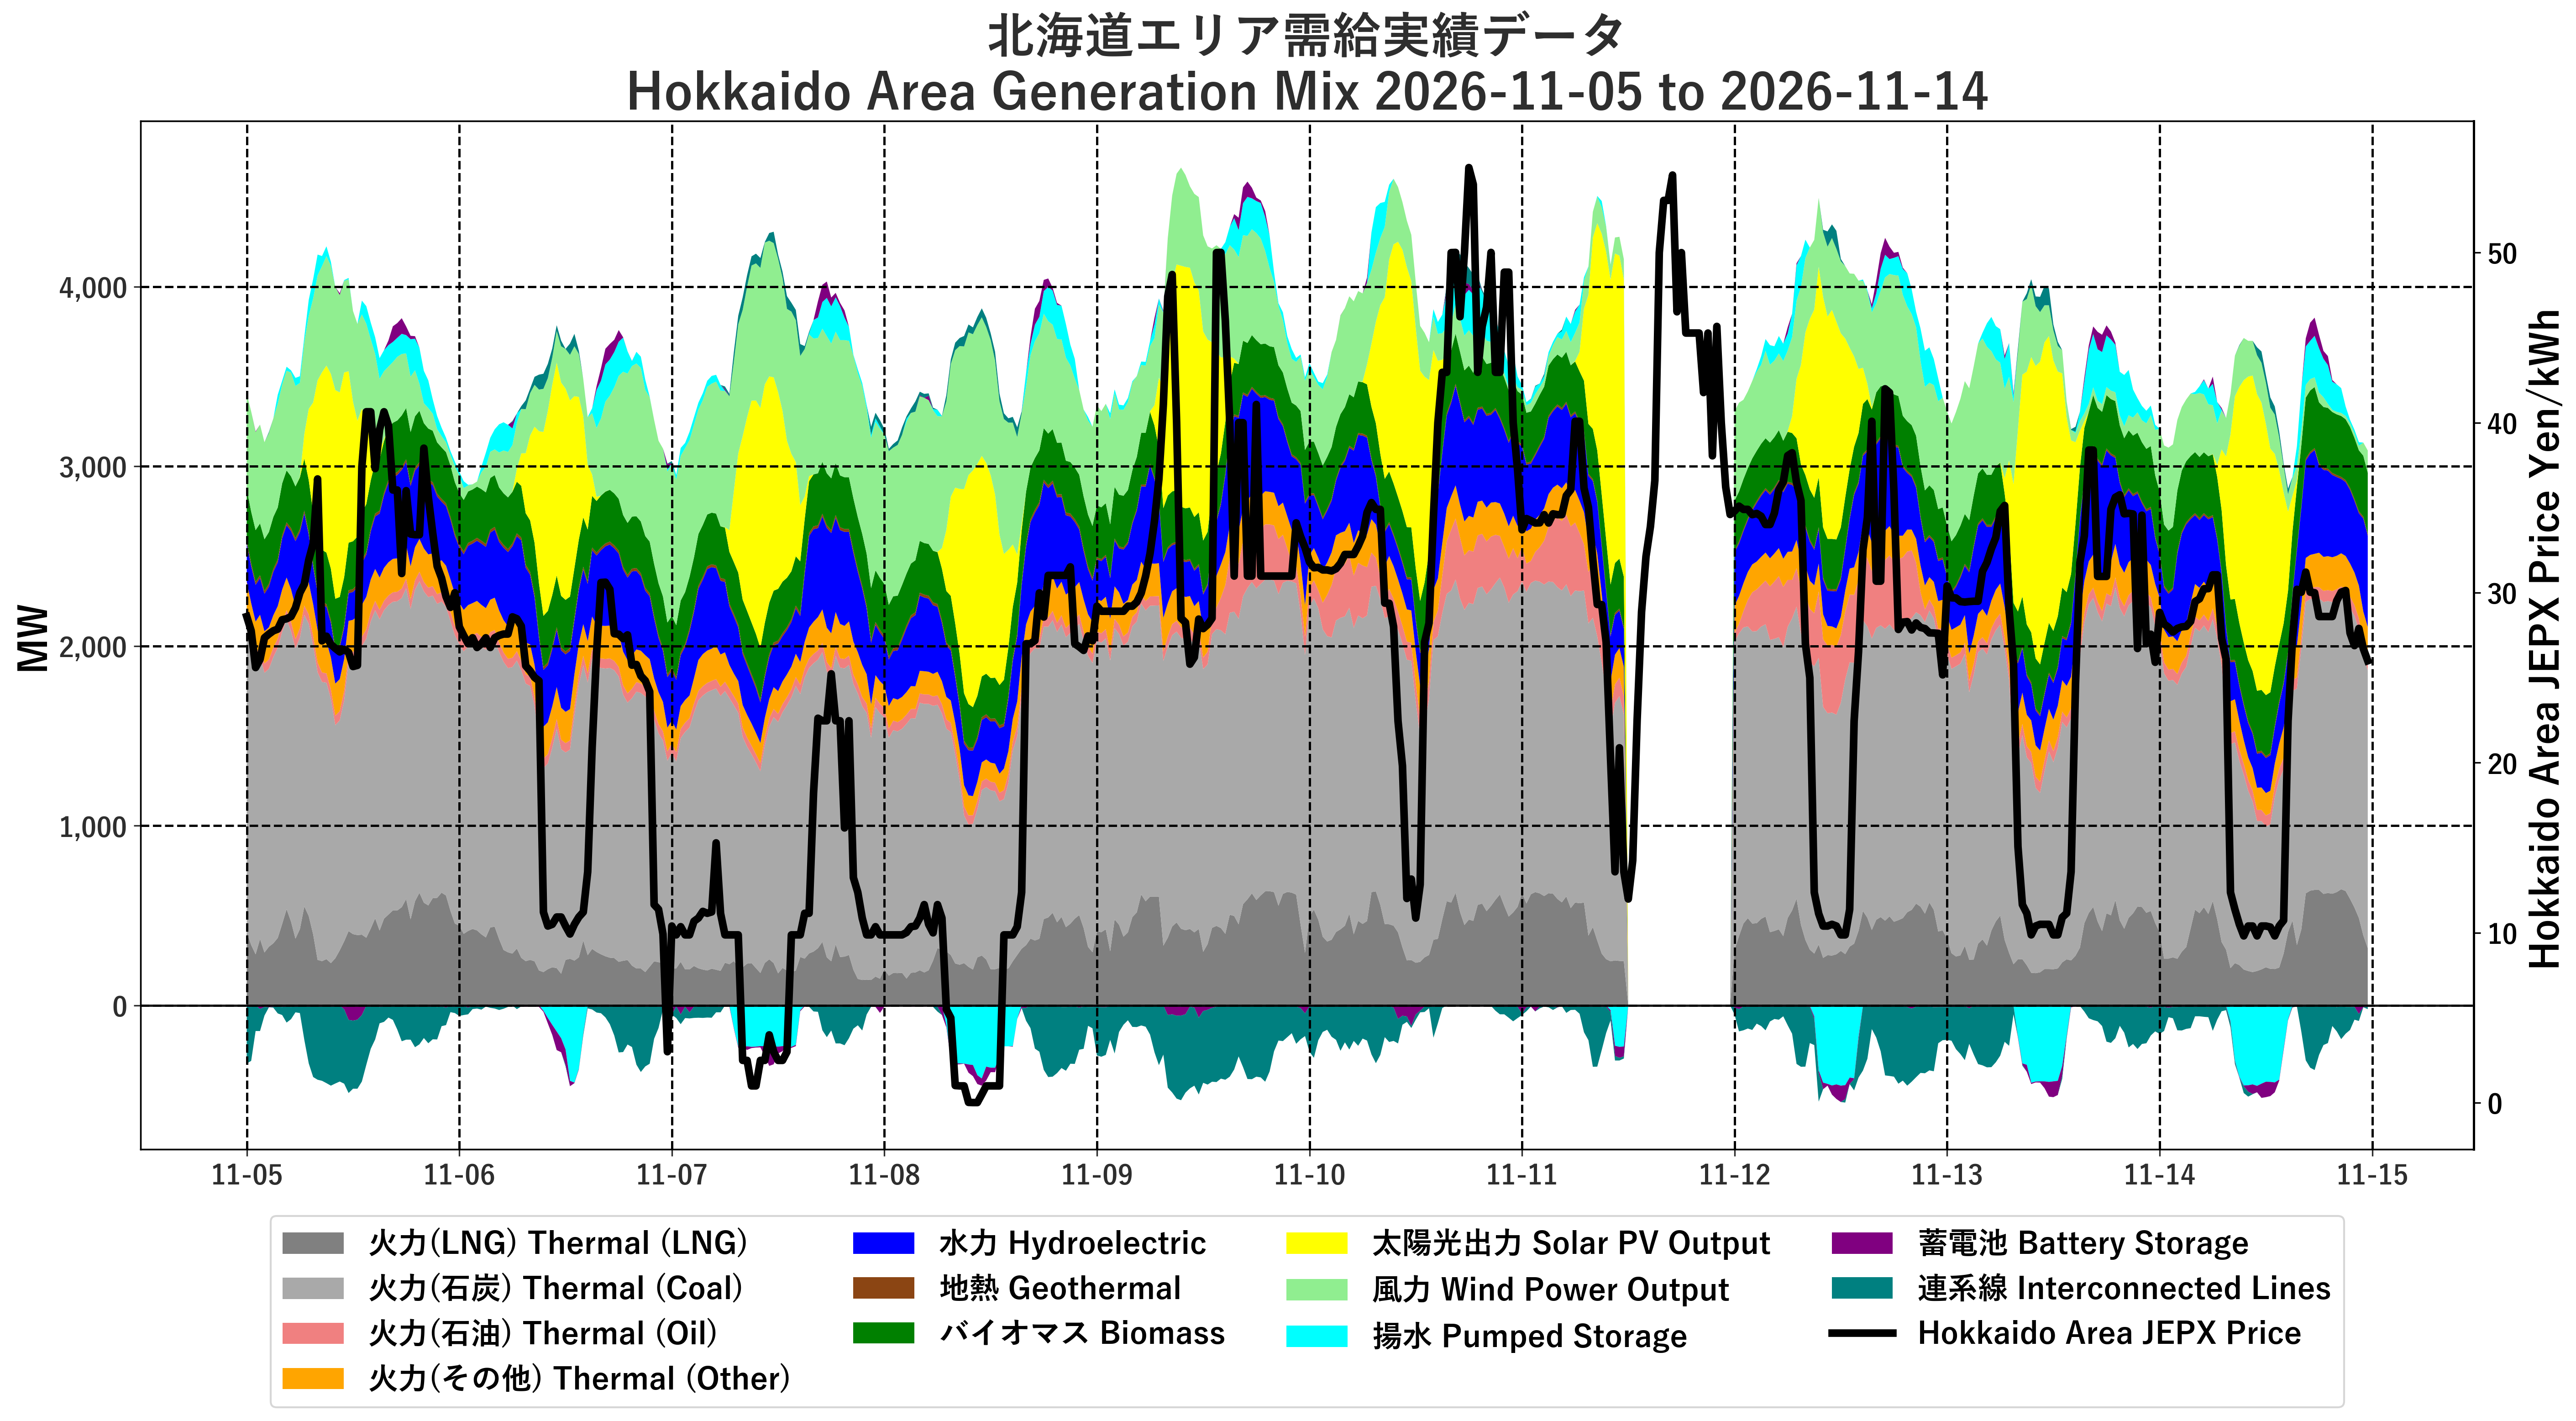 北海道エリア需給実績データ
Hokkaido Area Generation Mix 2026-11-05 to 2026-11-14
MW
4,000
3,000
2,000
1,000
0
50
40
30
20
10
0
Hokkaido Area JEPX Price Yen/kWh
11-05 11-06 11-07 11-08 11-09 11-10 11-11 11-12 11-13 11-14 11-15
火力(LNG) Thermal (LNG)
火力(石炭) Thermal (Coal)
火力(石油) Thermal (Oil)
火力(その他) Thermal (Other)
水力 Hydroelectric
地熱 Geothermal
バイオマス Biomass
太陽光出力 Solar PV Output
風力 Wind Power Output
揚水 Pumped Storage
蓄電池 Battery Storage
連系線 Interconnected Lines
Hokkaido Area JEPX Price